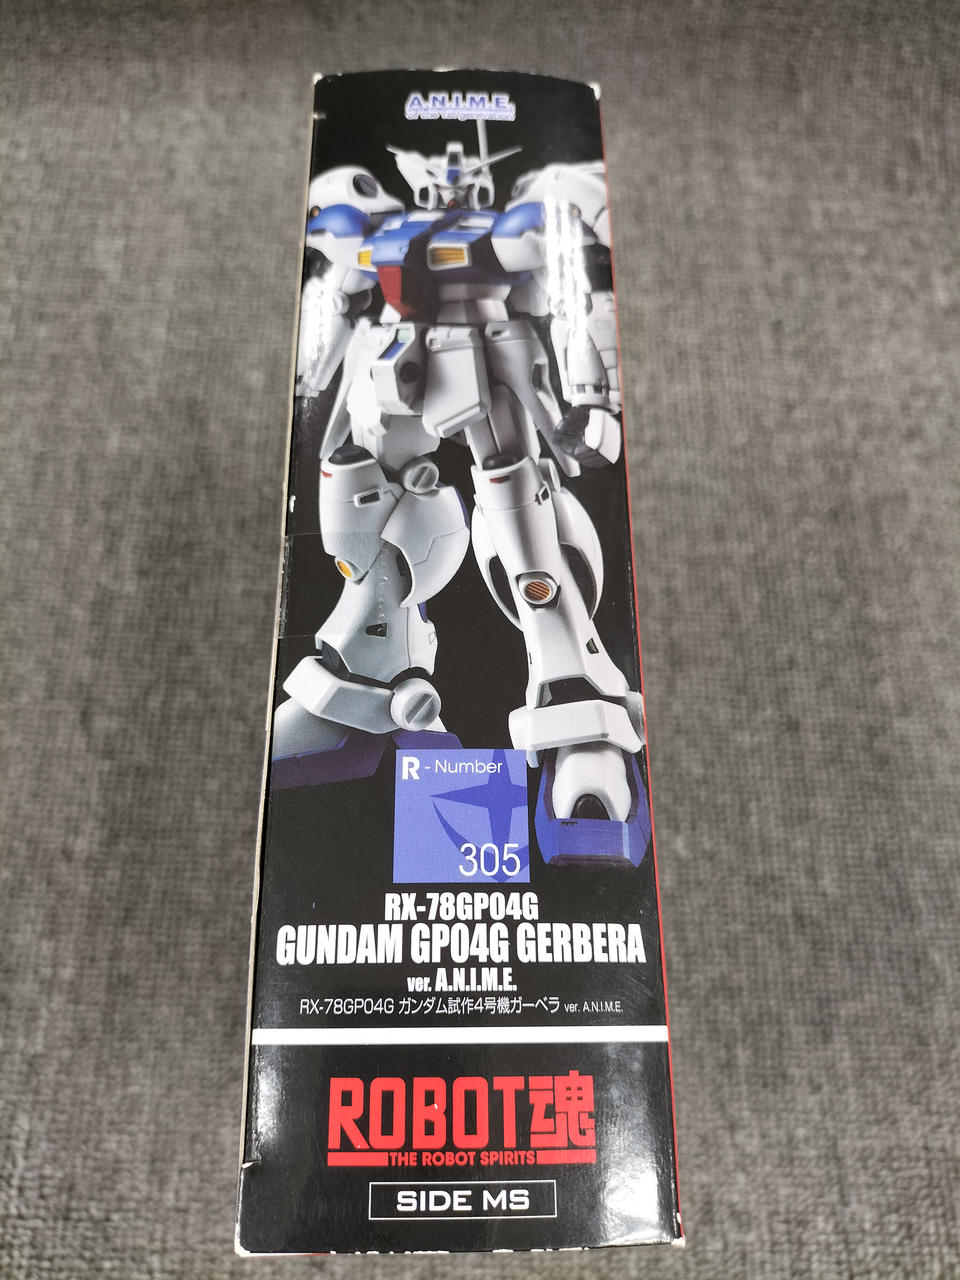 A.N.I.M.E.
R - Number
305
RX-78GP04G
GUNDAM GP04G GERBERA
ver. A.N.I.M.E.
RX-78GP04G ガンダム試作4号機ガーベラ ver. A.N.I.M.E.
ROBOT魂
THE ROBOT SPIRITS
SIDE MS